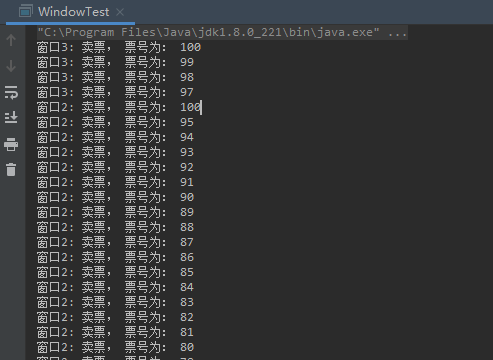 WindowTest ×
"C:\Program Files\Java\jdk1.8.0_221\bin\java.exe" ...
窗口3: 卖票, 票号为: 100
窗口3: 卖票, 票号为: 99
窗口3: 卖票, 票号为: 98
窗口3: 卖票, 票号为: 97
窗口2: 卖票, 票号为: 100
窗口2: 卖票, 票号为: 95
窗口2: 卖票, 票号为: 94
窗口2: 卖票, 票号为: 93
窗口2: 卖票, 票号为: 92
窗口2: 卖票, 票号为: 91
窗口2: 卖票, 票号为: 90
窗口2: 卖票, 票号为: 89
窗口2: 卖票, 票号为: 88
窗口2: 卖票, 票号为: 87
窗口2: 卖票, 票号为: 86
窗口2: 卖票, 票号为: 85
窗口2: 卖票, 票号为: 84
窗口2: 卖票, 票号为: 83
窗口2: 卖票, 票号为: 82
窗口2: 卖票, 票号为: 81
窗口2: 卖票, 票号为: 80